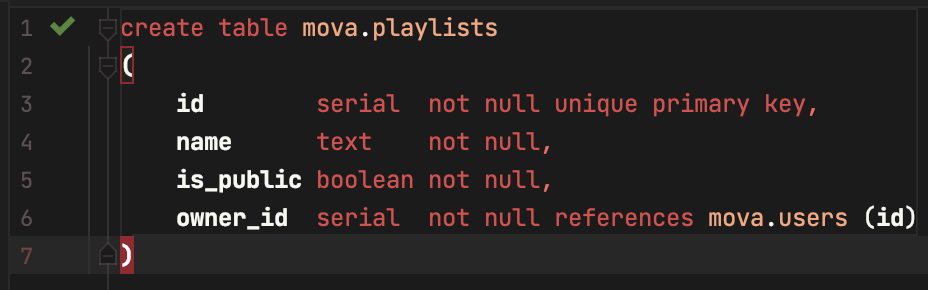 1 create table mova.playlists
2 (
3     id        serial  not null unique primary key,
4     name      text    not null,
5     is_public boolean not null,
6     owner_id  serial  not null references mova.users (id)
7 )